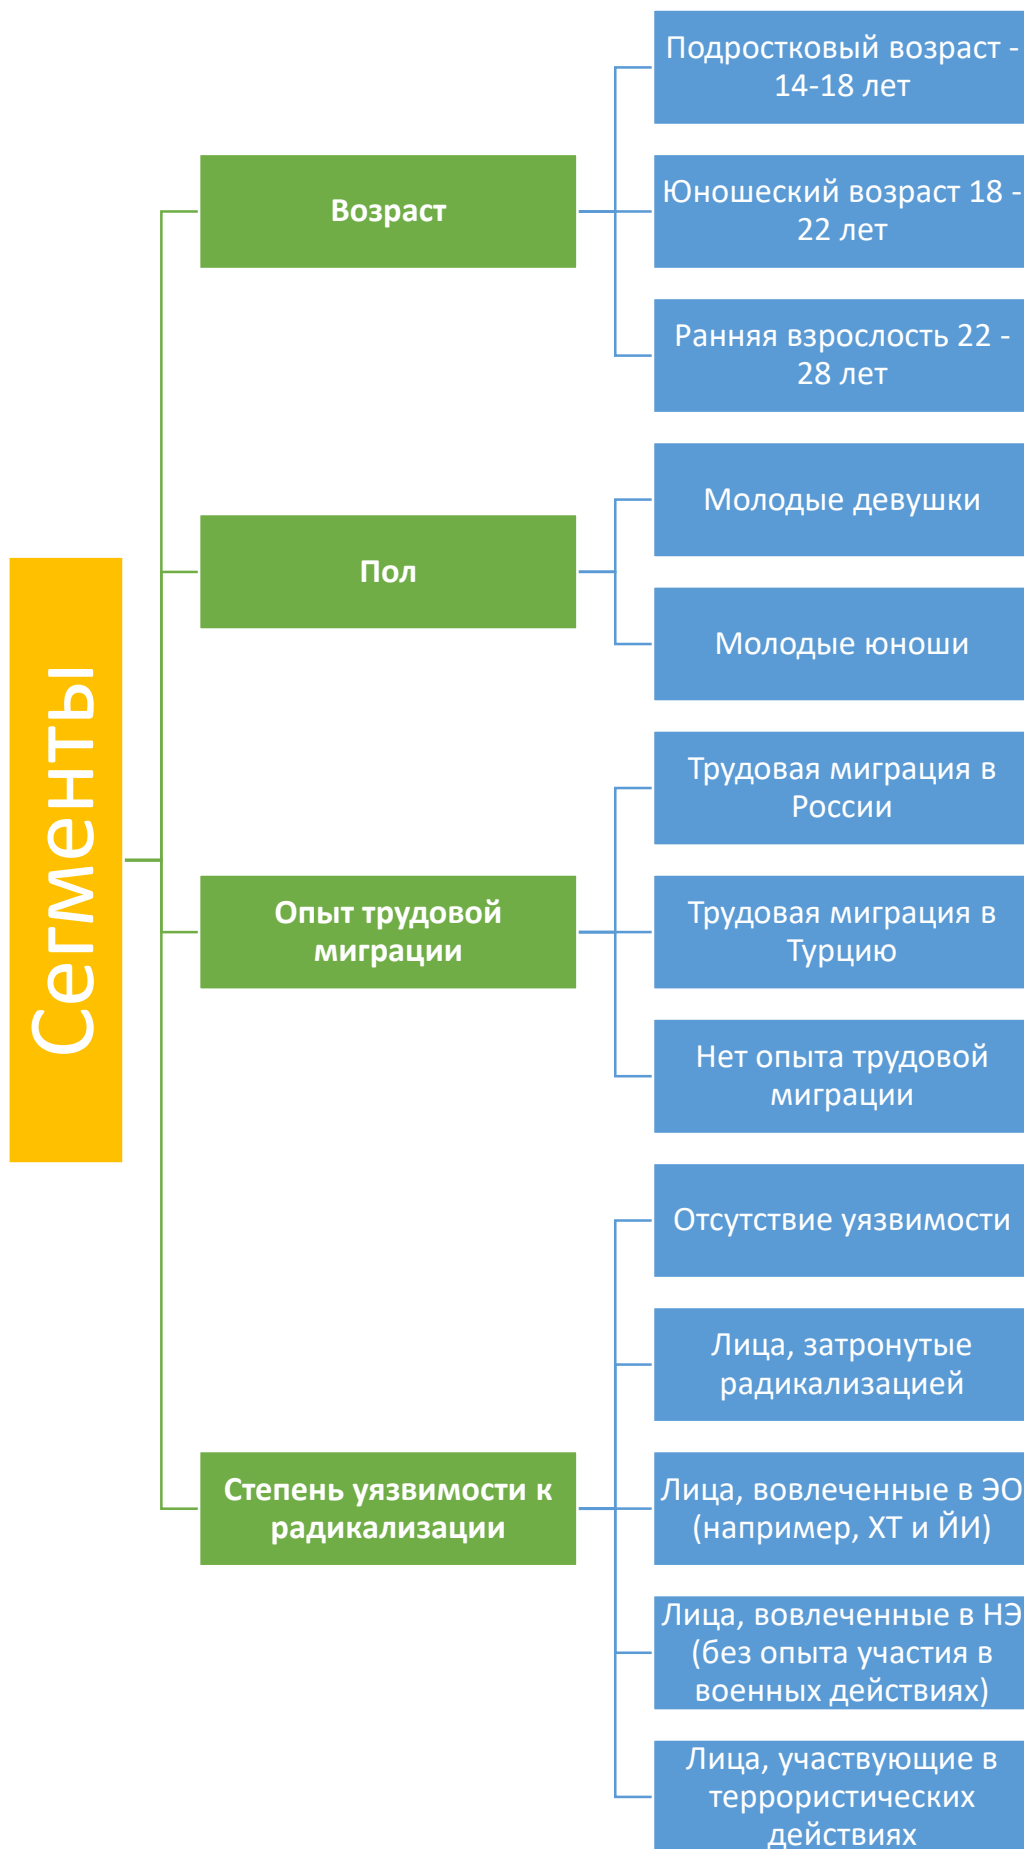 Сегменты
Возраст
Подростковый возраст -
14-18 лет
Юношеский возраст 18 -
22 лет
Ранняя взрослость 22 -
28 лет
Пол
Молодые девушки
Молодые юноши
Опыт трудовой
миграции
Трудовая миграция в
России
Трудовая миграция в
Турцию
Нет опыта трудовой
миграции
Степень уязвимости к
радикализации
Отсутствие уязвимости
Лица, затронутые
радикализацией
Лица, вовлеченные в ЭО
(например, ХТ и ЙИ)
Лица, вовлеченные в НЭ
(без опыта участия в
военных действиях)
Лица, участвующие в
террористических
действиях